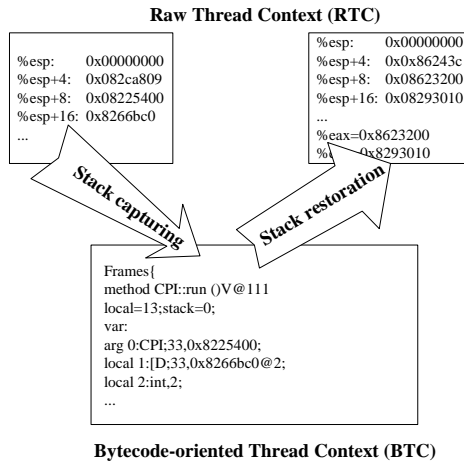 Raw Thread Context (RTC)
%esp: 0x00000000
%esp+4: 0x082ca809
%esp+8: 0x08225400
%esp+16: 0x8266bc0
...
%esp: 0x00000000
%esp+4: 0x0x86243c
%esp+8: 0x08623200
%esp+16: 0x08293010
...
%eax=0x8623200
0x8293010
Stack capturing
Stack restoration
Frames{
method CPI::run ()V@111
local=13;stack=0;
var:
arg 0:CPI;33,0x8225400;
local 1:[D;33,0x8266bc0@2;
local 2:int,2;
...
Bytecode-oriented Thread Context (BTC)